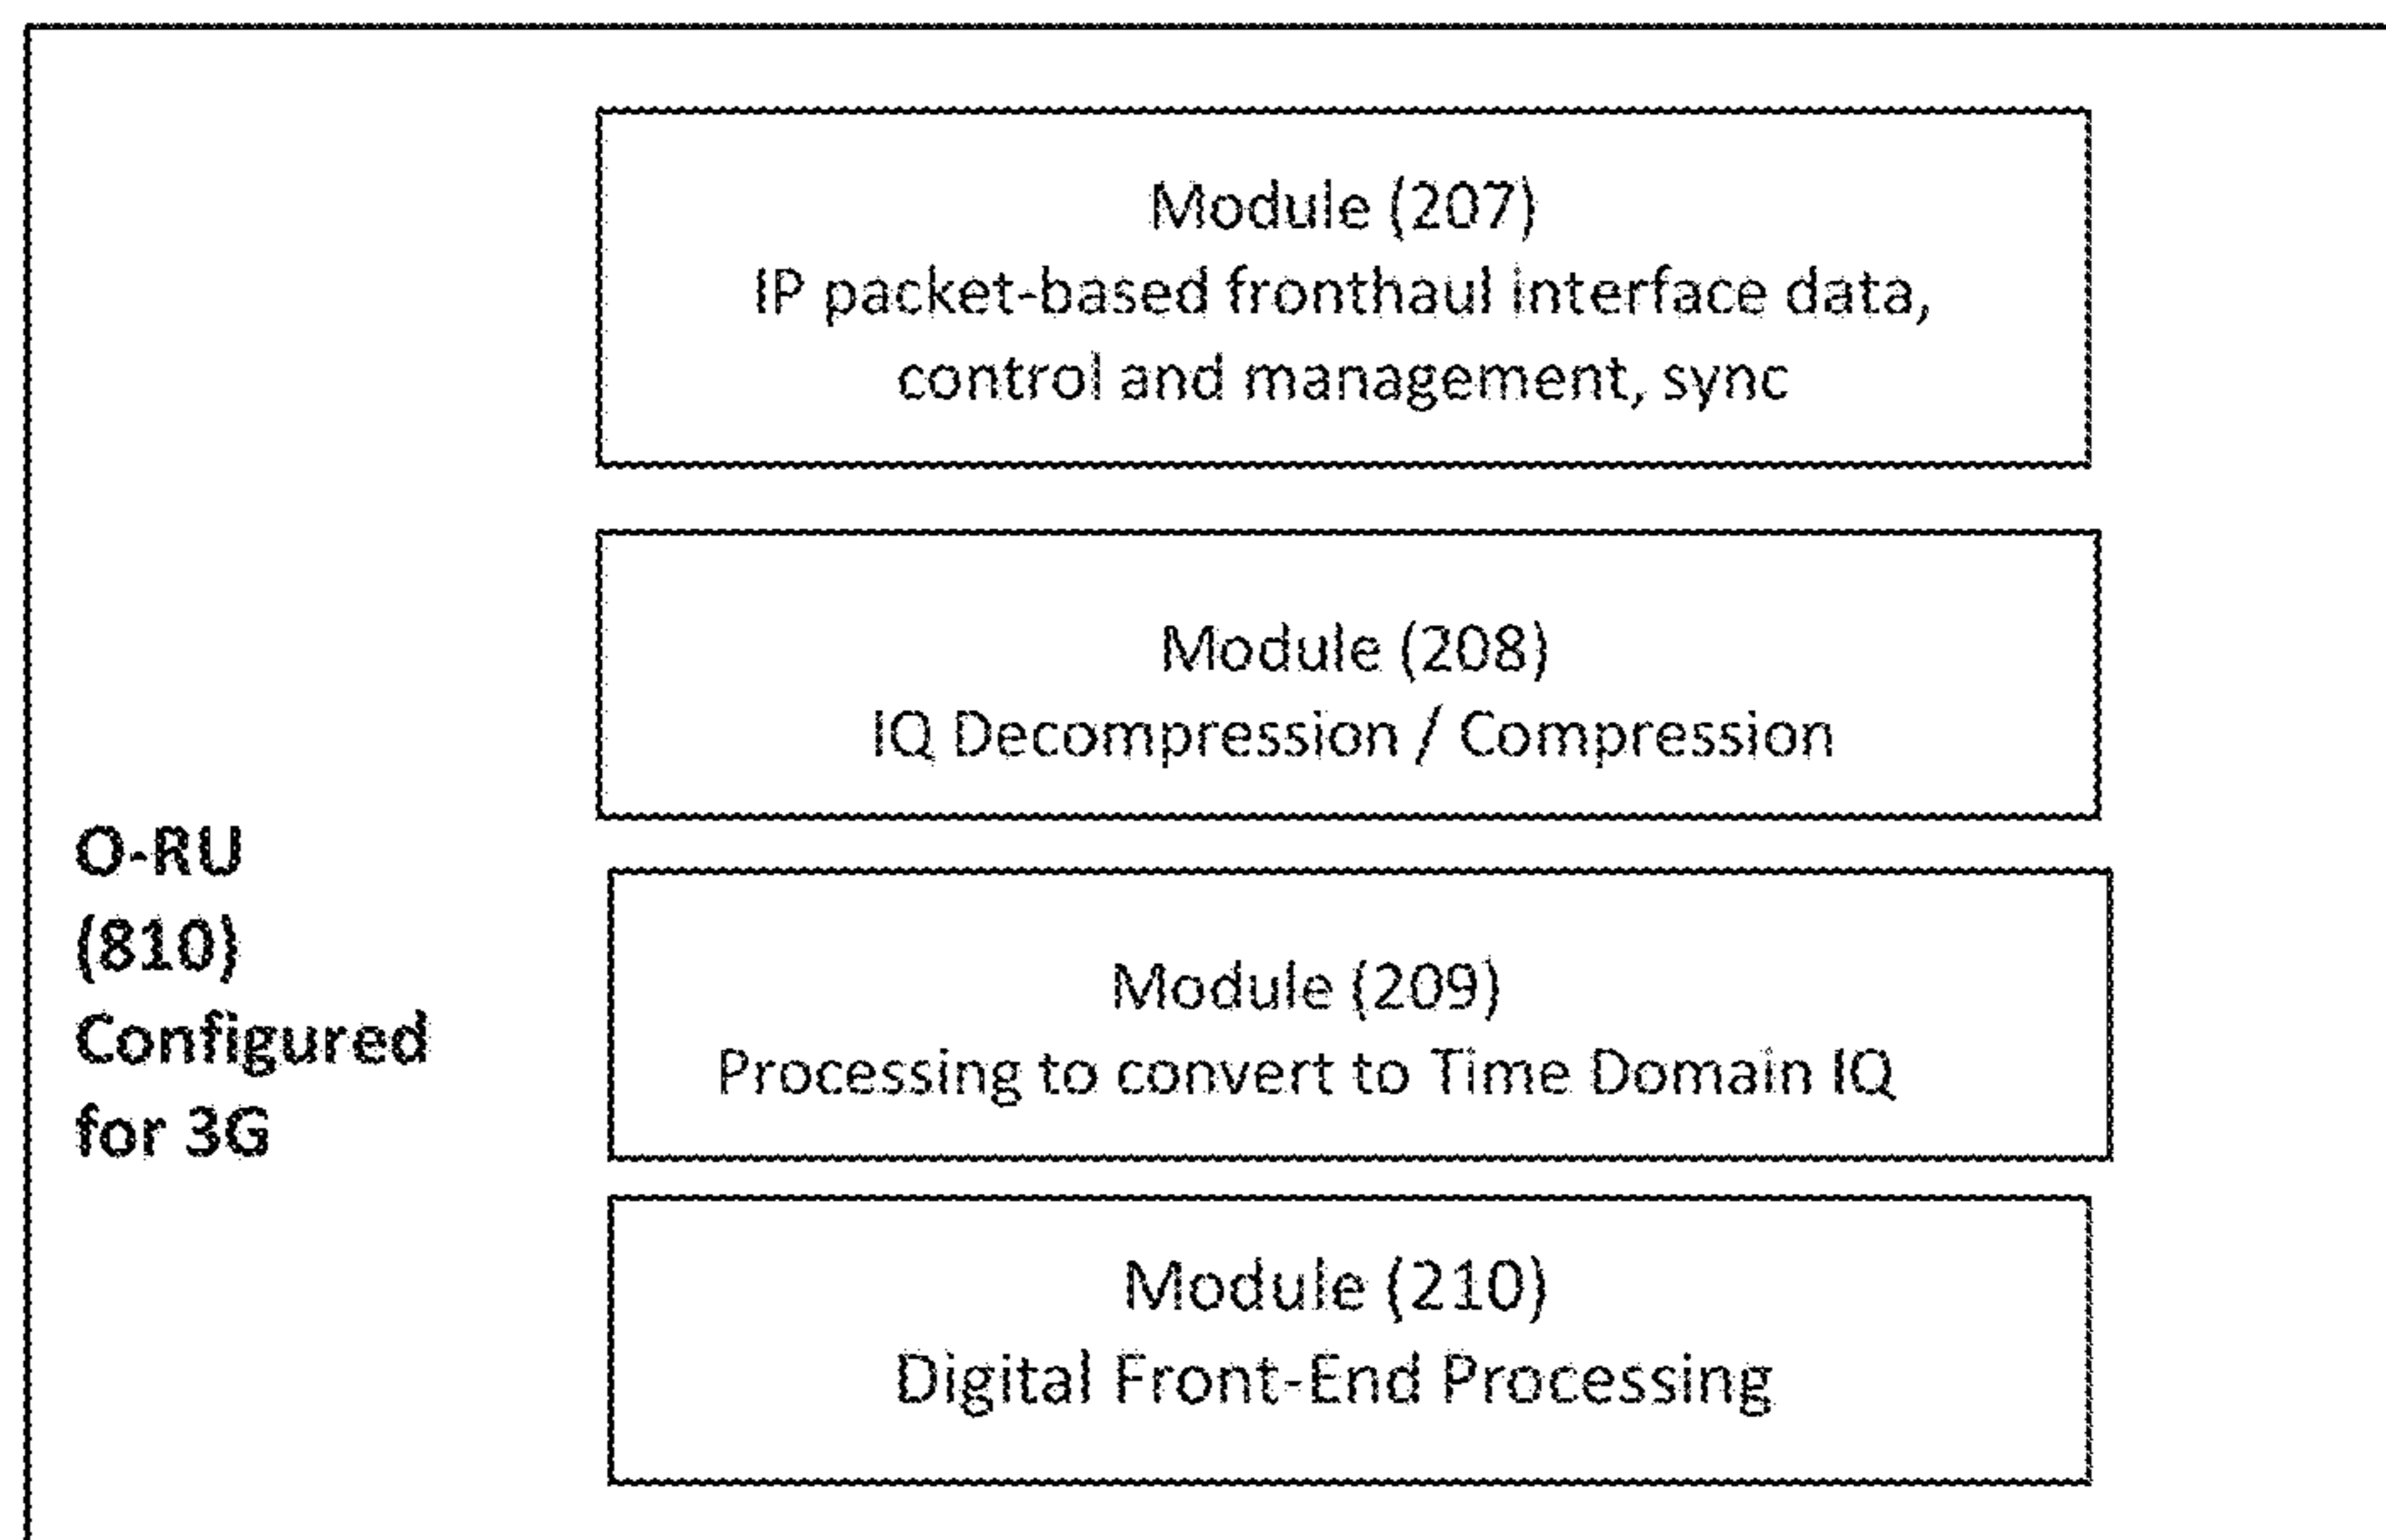 Module (207)
IP packet-based fronthaul interface data,
control and management, sync
Module (208)
IQ Decompression / Compression
O-RU
(810)
Configured
for 3G
Module (209)
Processing to convert to Time Domain IQ
Module (210)
Digital Front-End Processing